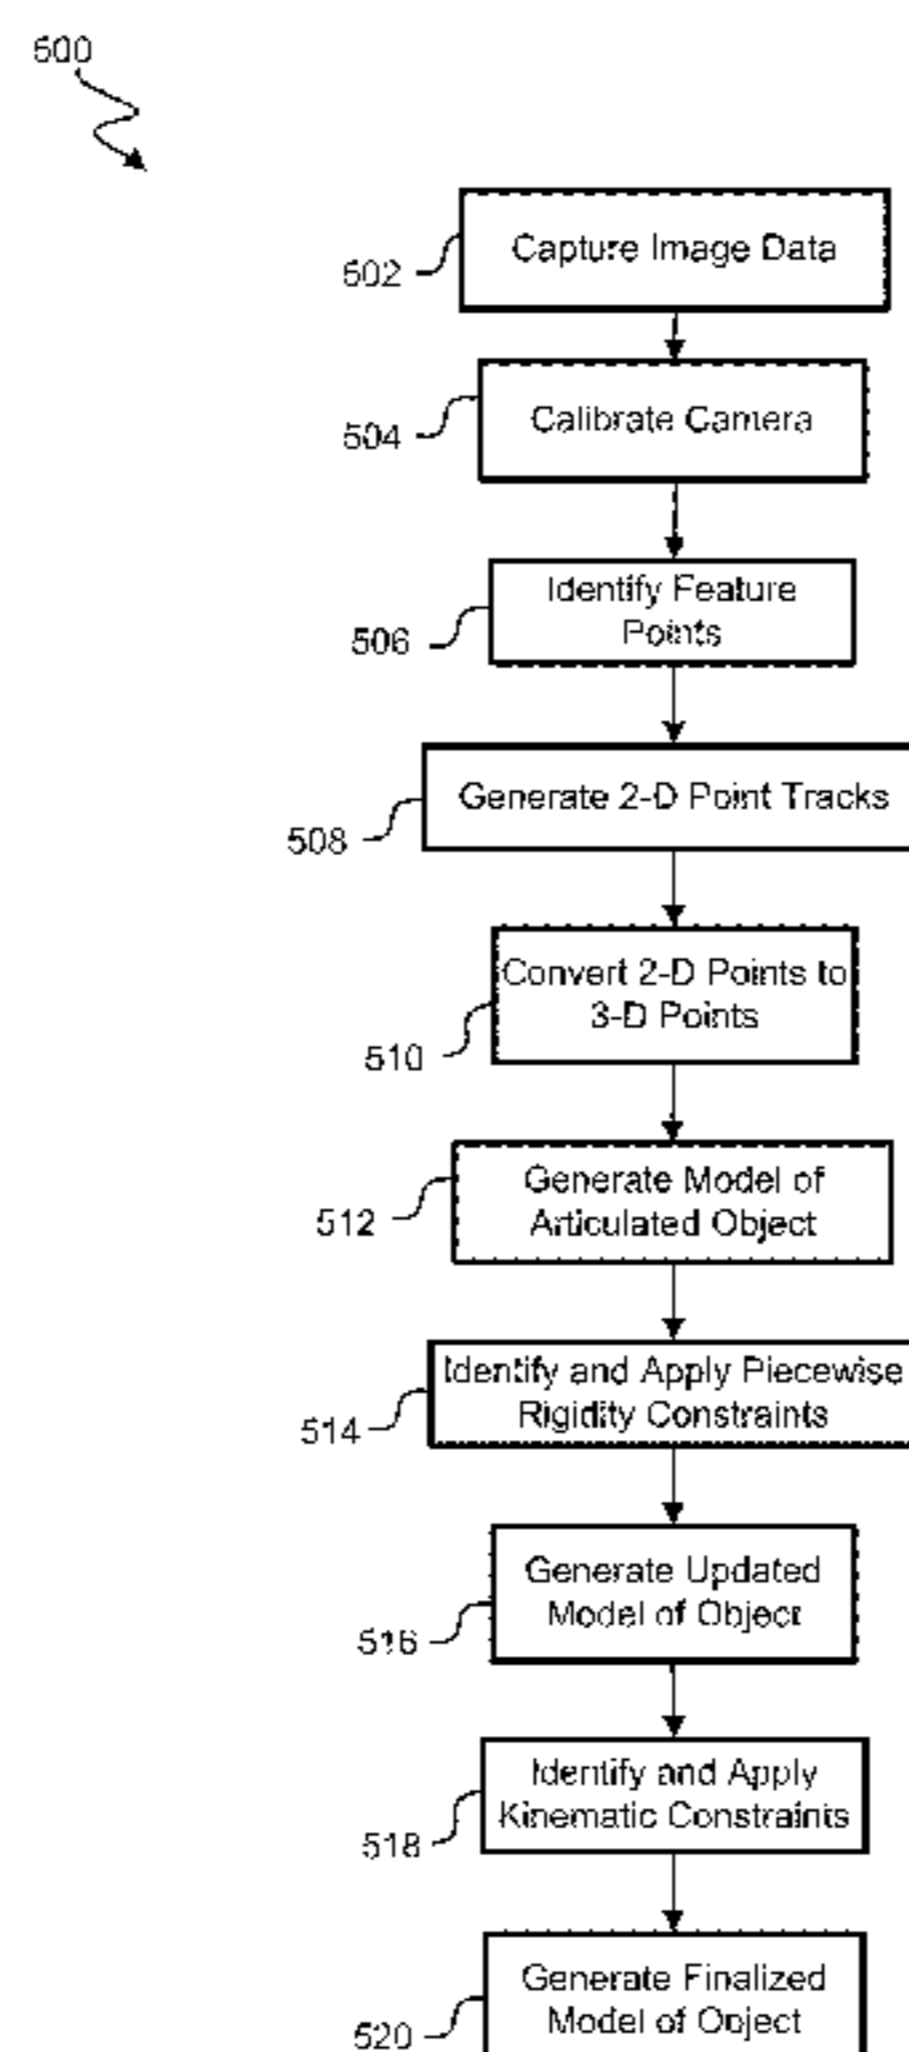 500
502
Capture Image Data
504
Calibrate Camera
506
Identify Feature
Points
508
Generate 2-D Point Tracks
510
Convert 2-D Points to
3-D Points
512
Generate Model of
Articulated Object
514
Identify and Apply Piecewise
Rigidity Constraints
516
Generate Updated
Model of Object
518
Identify and Apply
Kinematic Constraints
520
Generate Finalized
Model of Object